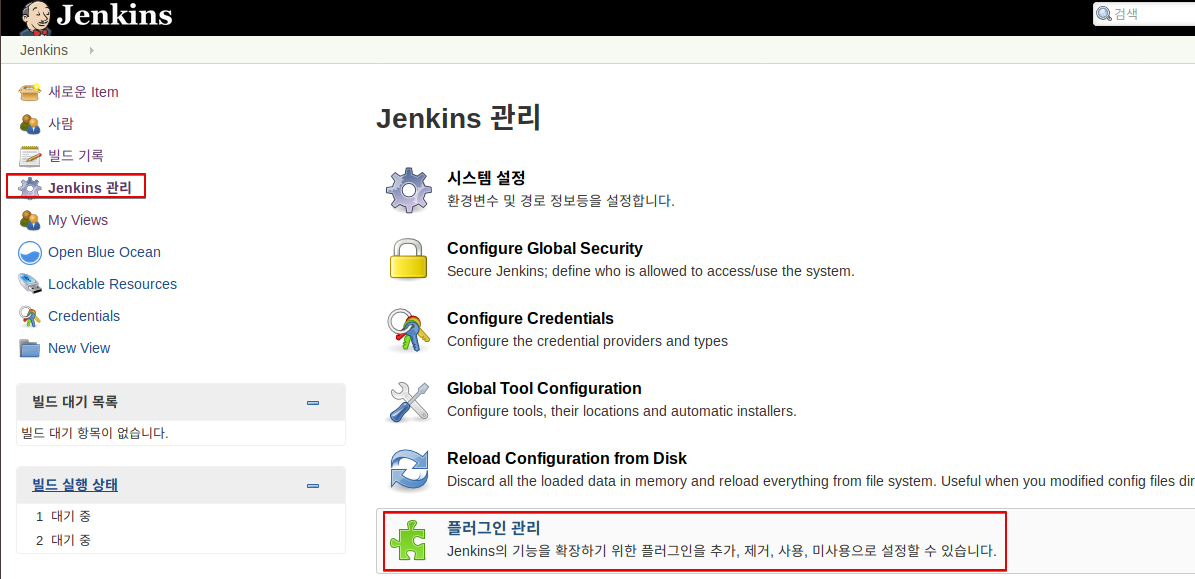 Jenkins
검색
Jenkins
새로운 Item
사람
빌드 기록
Jenkins 관리
My Views
Open Blue Ocean
Lockable Resources
Credentials
New View
빌드 대기 목록
빌드 대기 항목이 없습니다.
빌드 실행 상태
1 대기 중
2 대기 중
Jenkins 관리
시스템 설정
환경변수 및 경로 정보등을 설정합니다.
Configure Global Security
Secure Jenkins; define who is allowed to access/use the system.
Configure Credentials
Configure the credential providers and types
Global Tool Configuration
Configure tools, their locations and automatic installers.
Reload Configuration from Disk
Discard all the loaded data in memory and reload everything from file system. Useful when you modified config files dir
플러그인 관리
Jenkins의 기능을 확장하기 위한 플러그인을 추가, 제거, 사용, 미사용으로 설정할 수 있습니다.